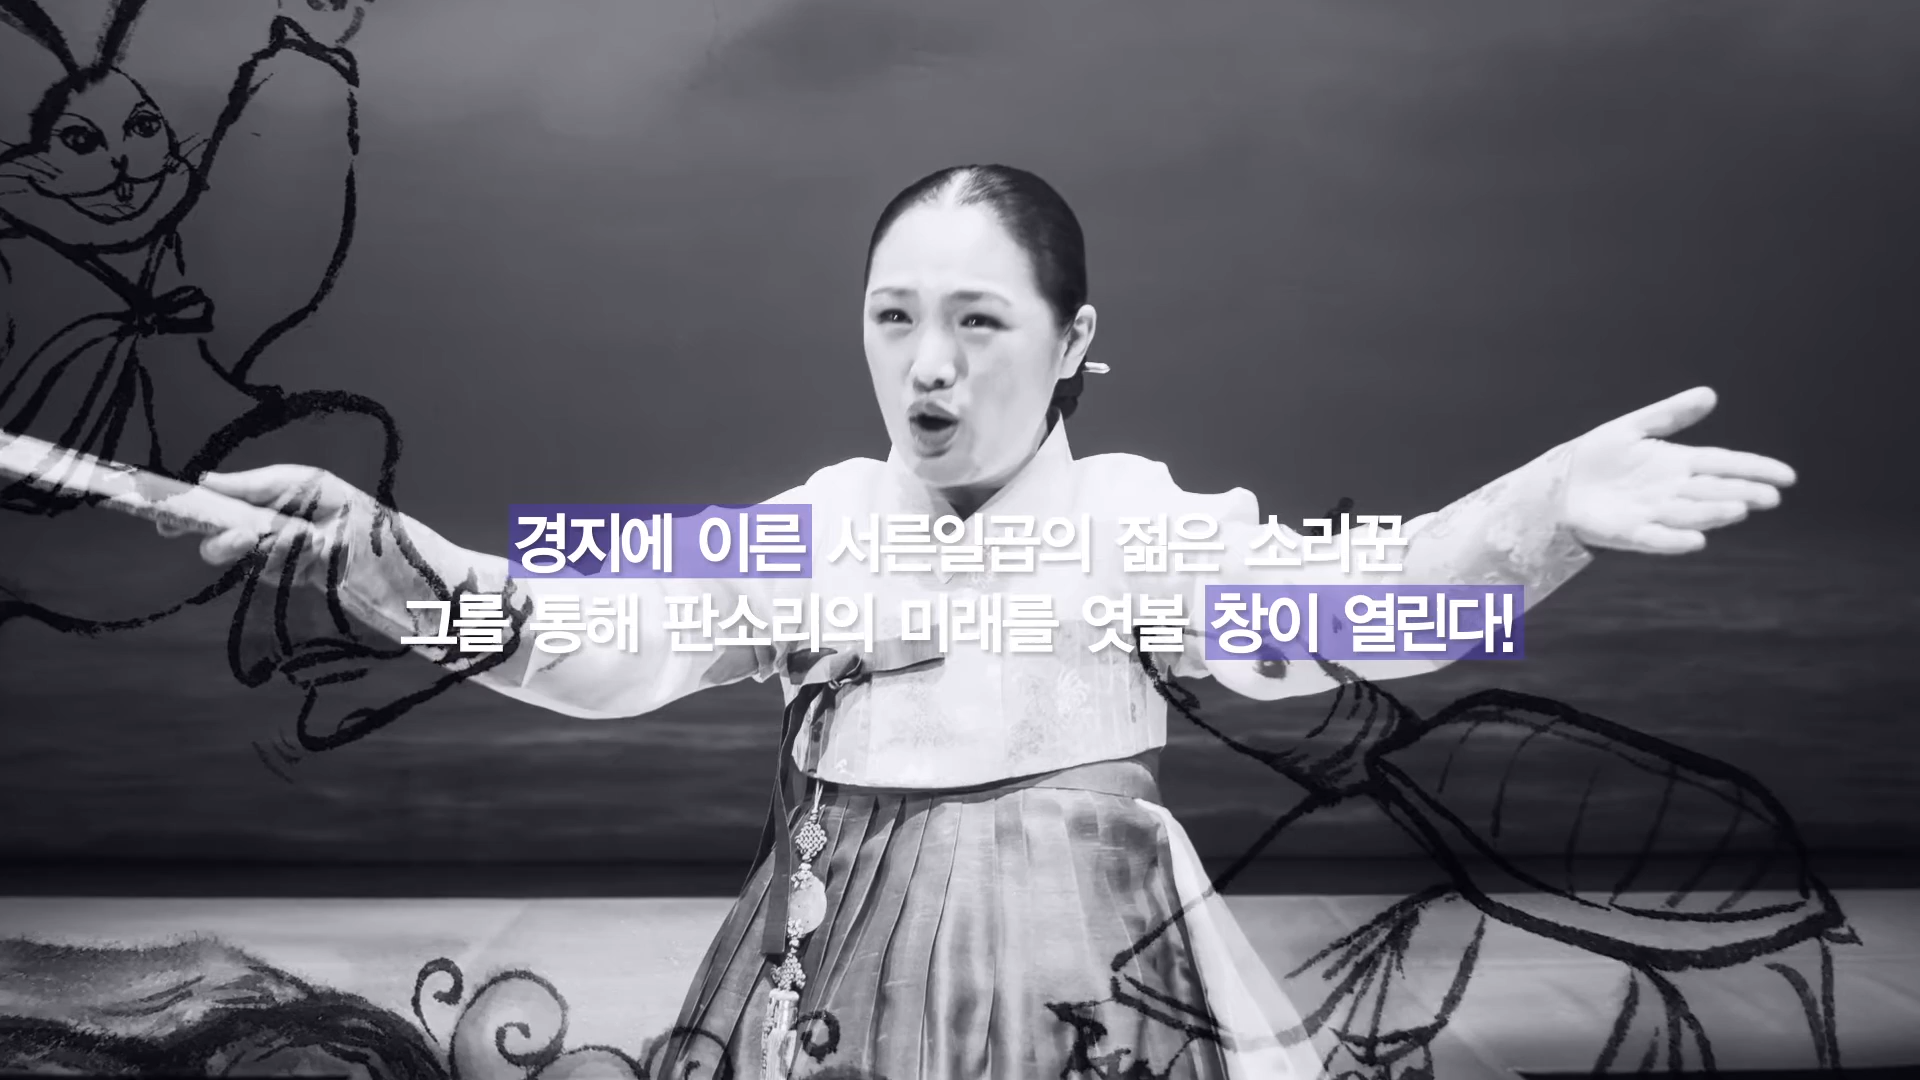 경지에 이른 서른일곱의 젊은 소리꾼
그를 통해 판소리의 미래를 엿볼 창이 열린다!